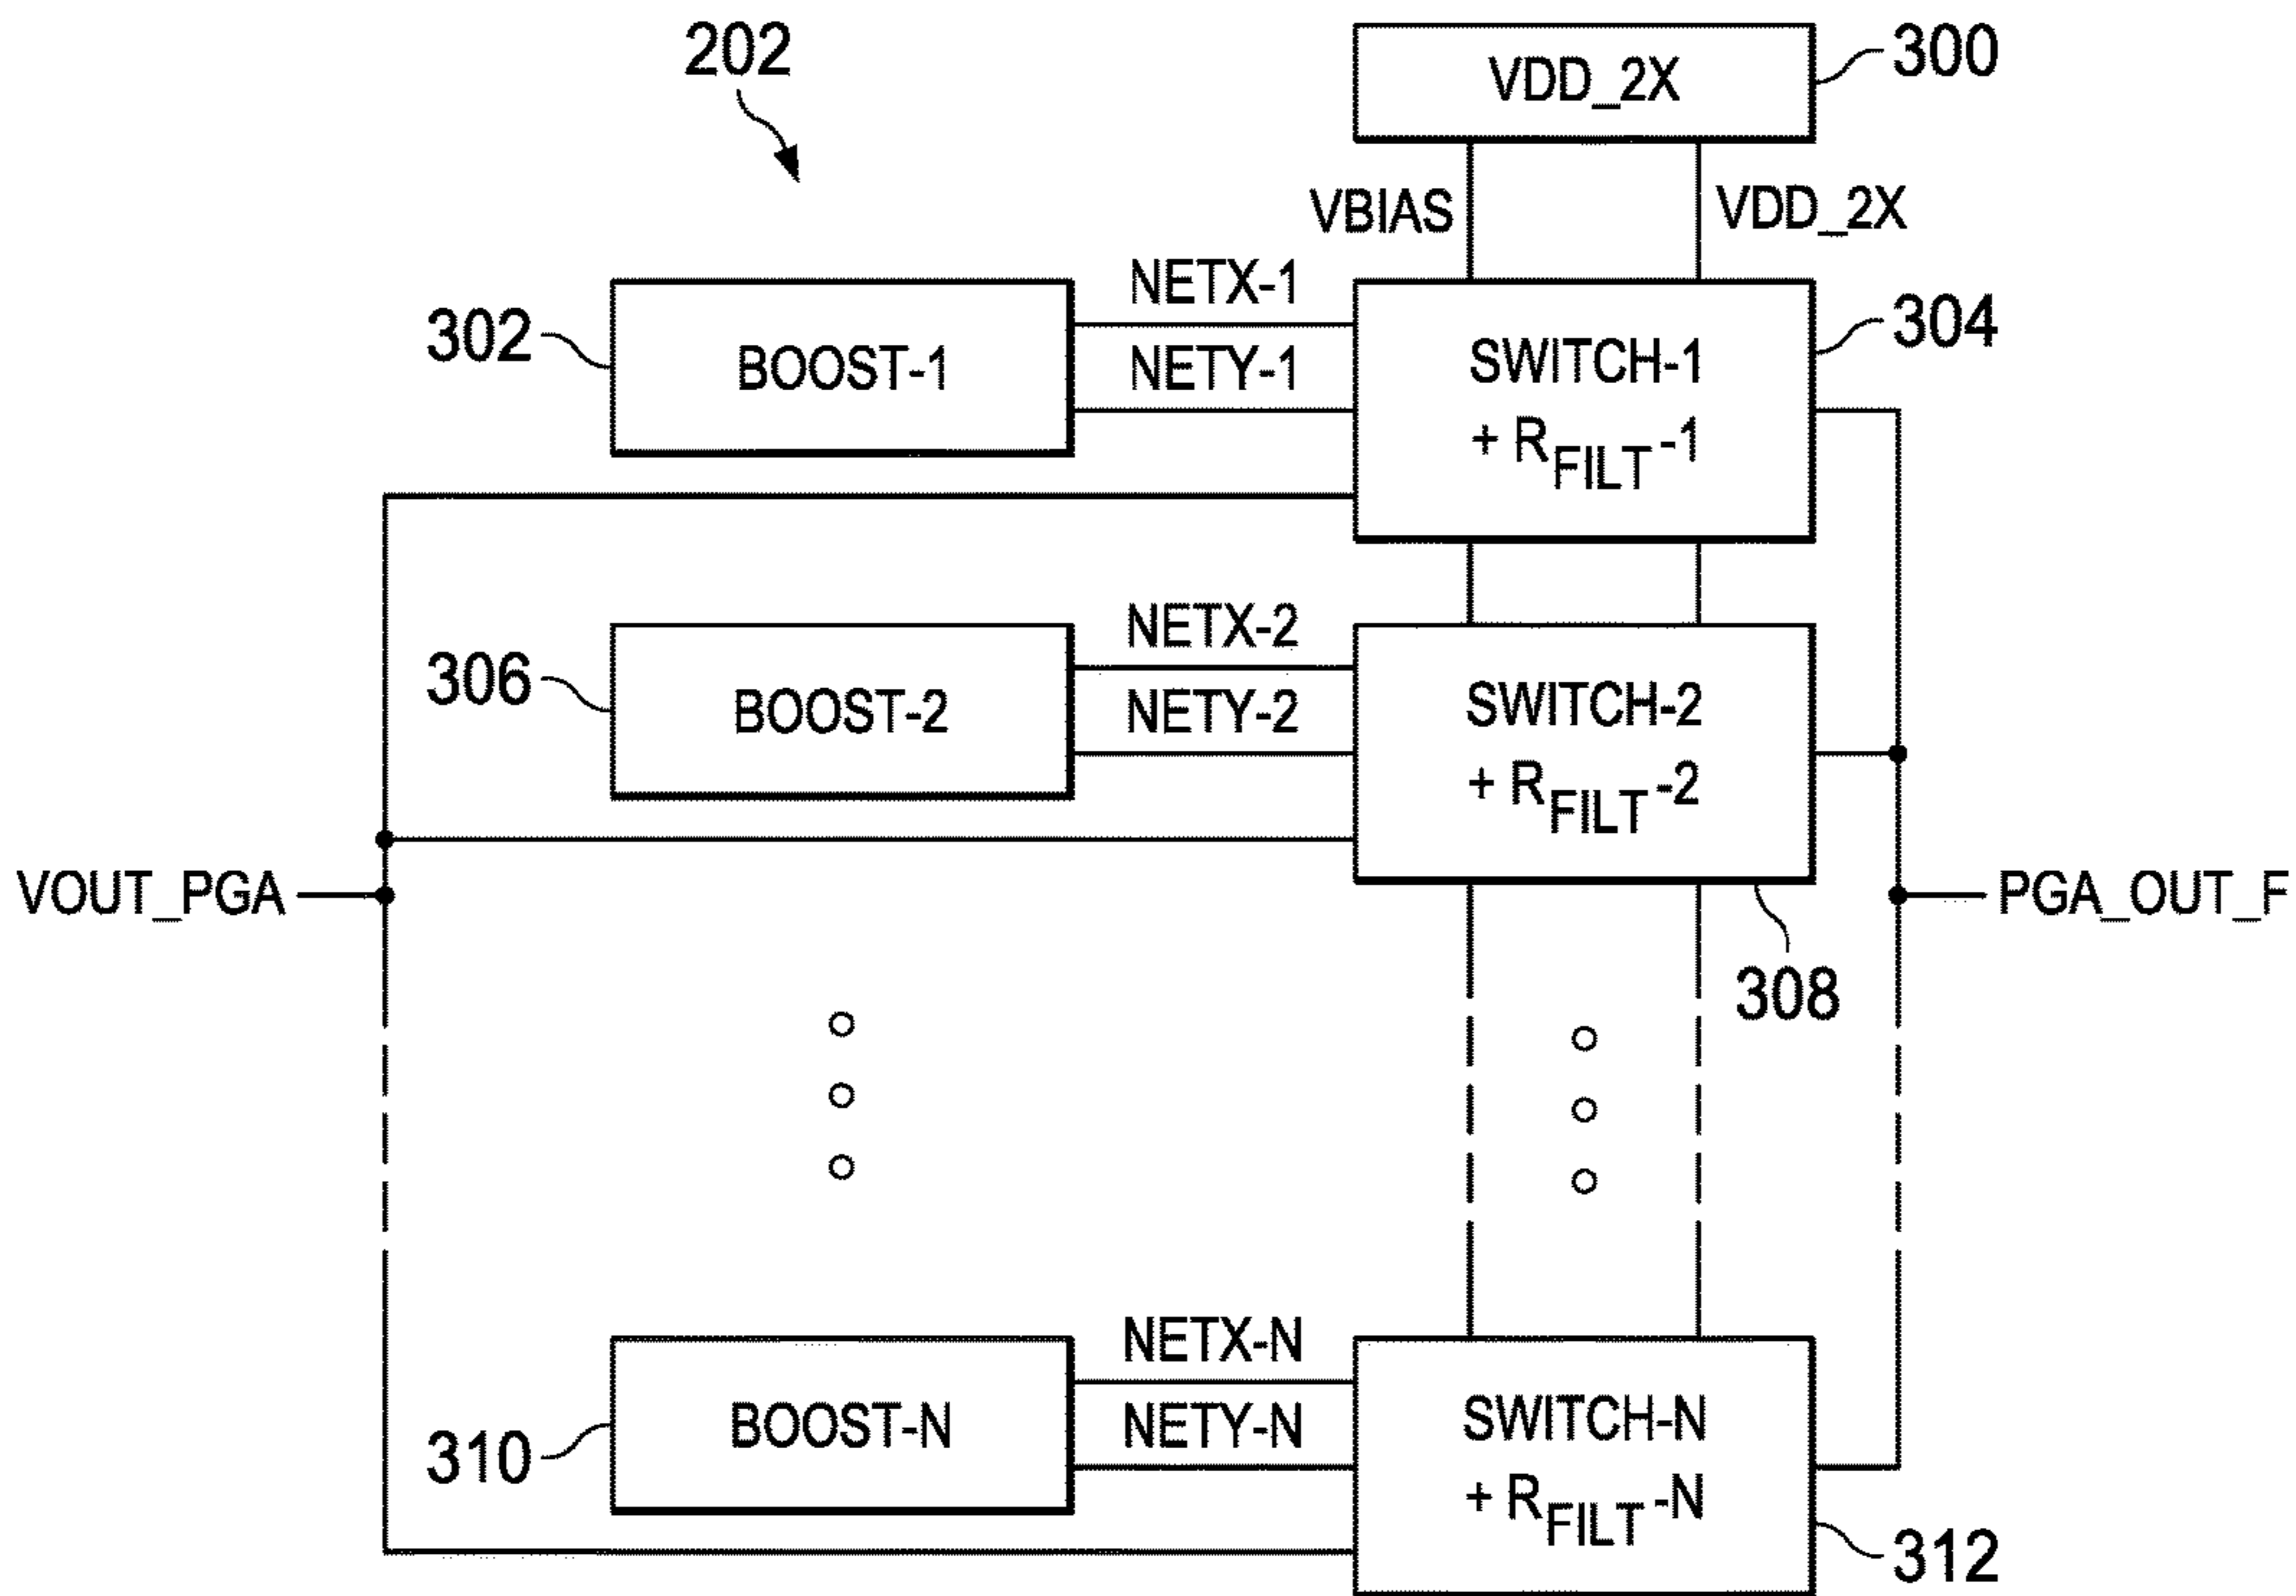 202
VDD_2X
300
VBIAS
VDD_2X
NETX-1
302
BOOST-1
NETY-1
SWITCH-1
+ RFILT-1
304
NETX-2
306
BOOST-2
NETY-2
SWITCH-2
+ RFILT-2
VOUT_PGA
PGA_OUT_F
308
NETX-N
310
BOOST-N
NETY-N
SWITCH-N
+ RFILT-N
312